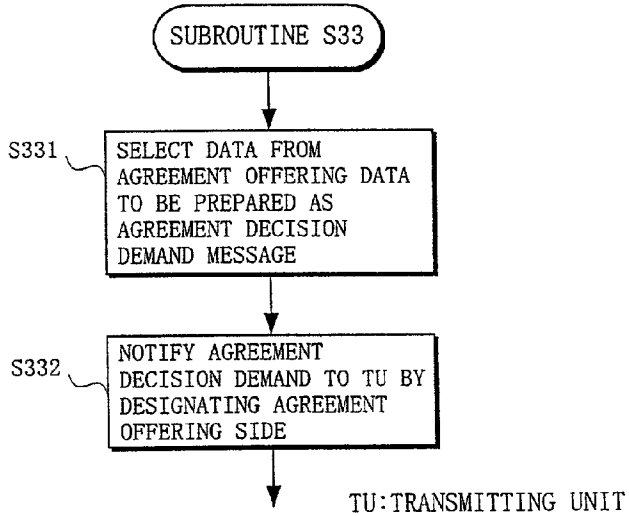 SUBROUTINE S33
S331
SELECT DATA FROM
AGREEMENT OFFERING DATA
TO BE PREPARED AS
AGREEMENT DECISION
DEMAND MESSAGE
S332
NOTIFY AGREEMENT
DECISION DEMAND TO TU BY
DESIGNATING AGREEMENT
OFFERING SIDE
TU:TRANSMITTING UNIT